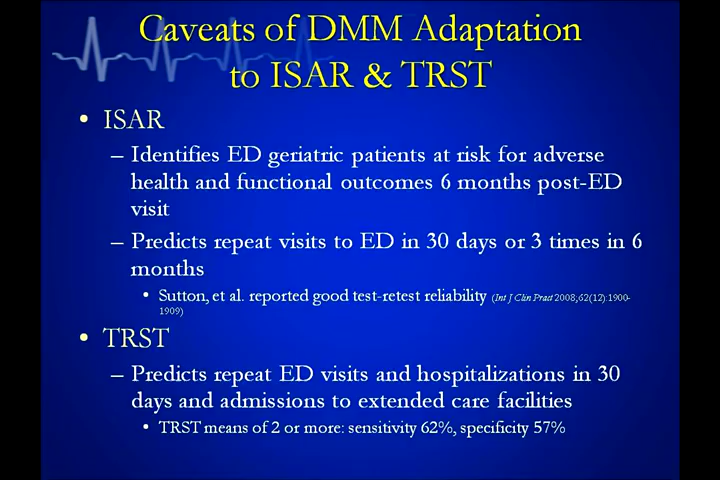 Caveats of DMM Adaptation
to ISAR & TRST
• ISAR
– Identifies ED geriatric patients at risk for adverse
health and functional outcomes 6 months post-ED
visit
– Predicts repeat visits to ED in 30 days or 3 times in 6
months
• Sutton, et al. reported good test-retest reliability (Int J Clin Pract 2008;62(12):1900-
1909)
• TRST
– Predicts repeat ED visits and hospitalizations in 30
days and admissions to extended care facilities
• TRST means of 2 or more: sensitivity 62%, specificity 57%